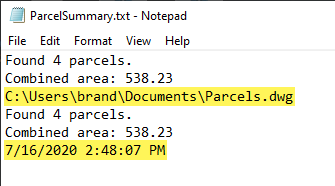 ParcelSummary.txt - Notepad
File Edit Format View Help
Found 4 parcels.
Combined area: 538.23
C:\Users\brand\Documents\Parcels.dwg
Found 4 parcels.
Combined area: 538.23
7/16/2020 2:48:07 PM